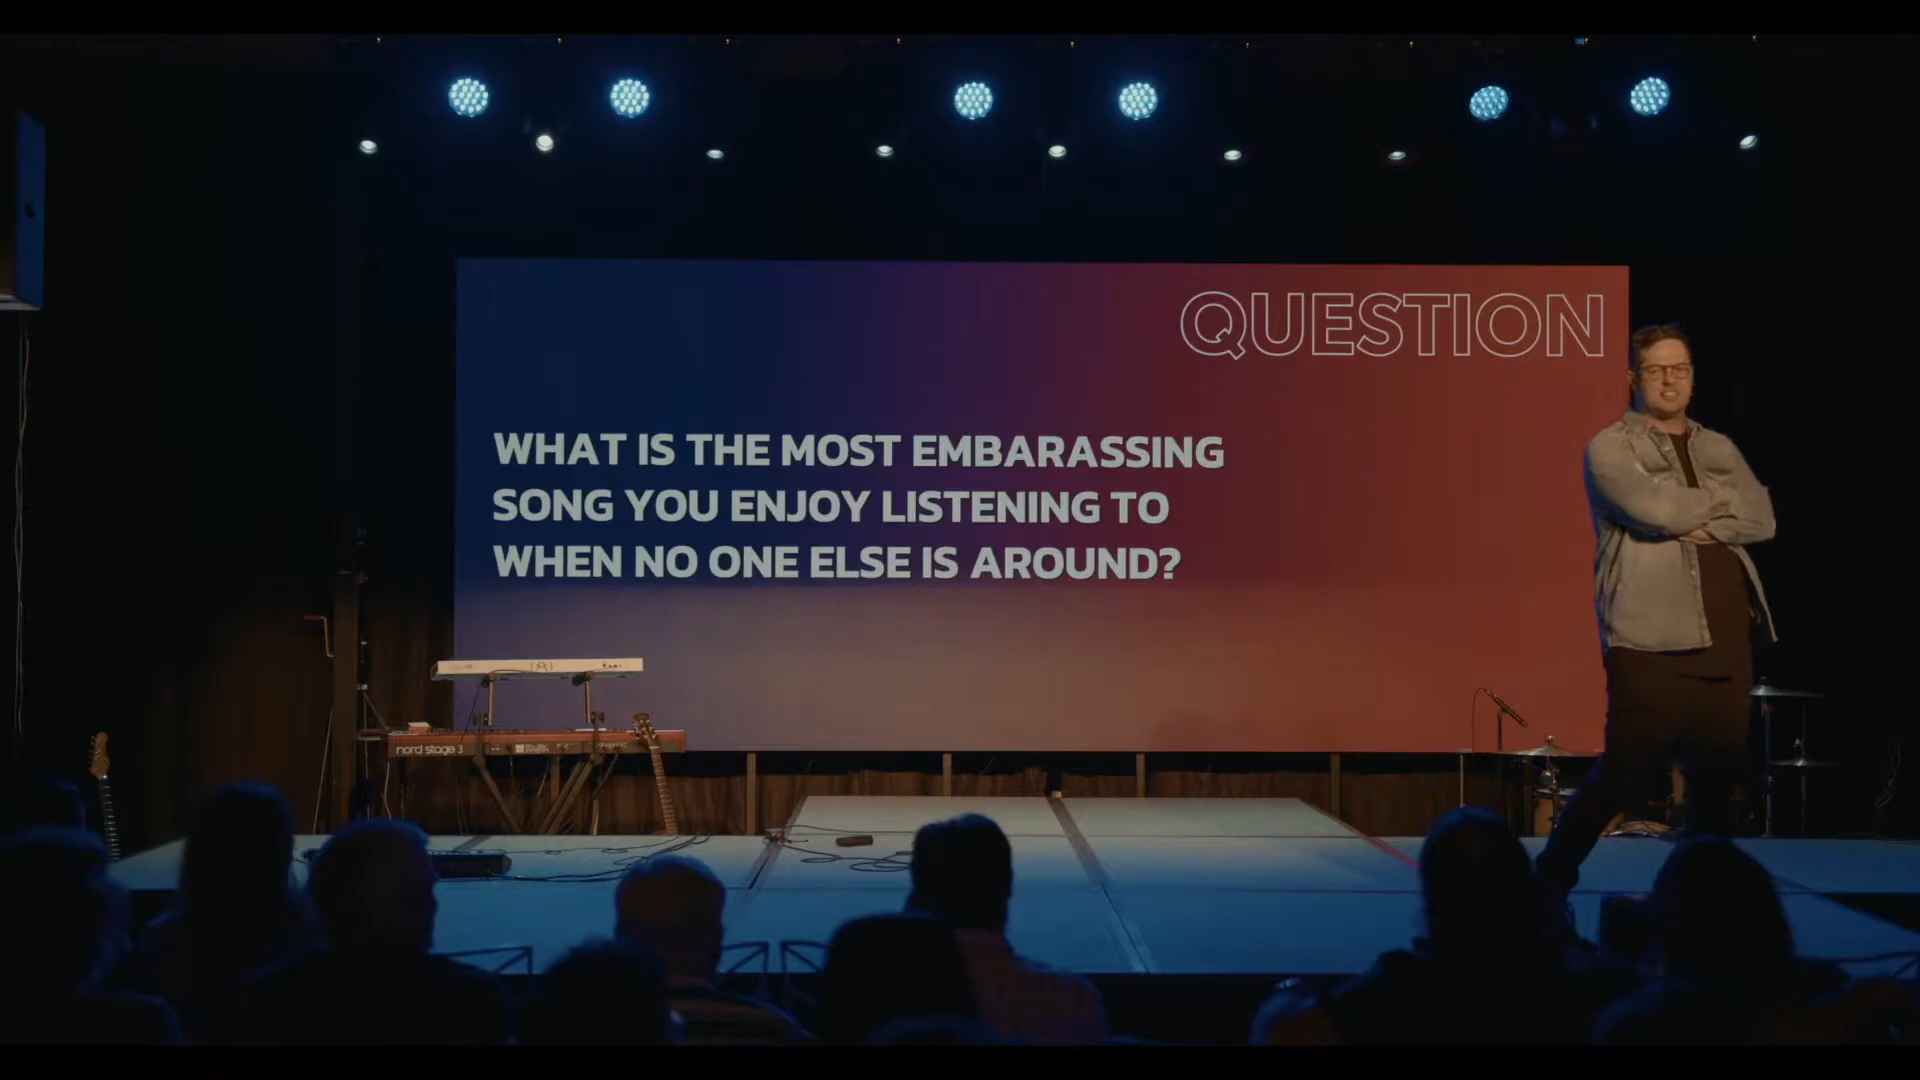 QUESTION
WHAT IS THE MOST EMBARASSING
SONG YOU ENJOY LISTENING TO
WHEN NO ONE ELSE IS AROUND?
nord stage 3